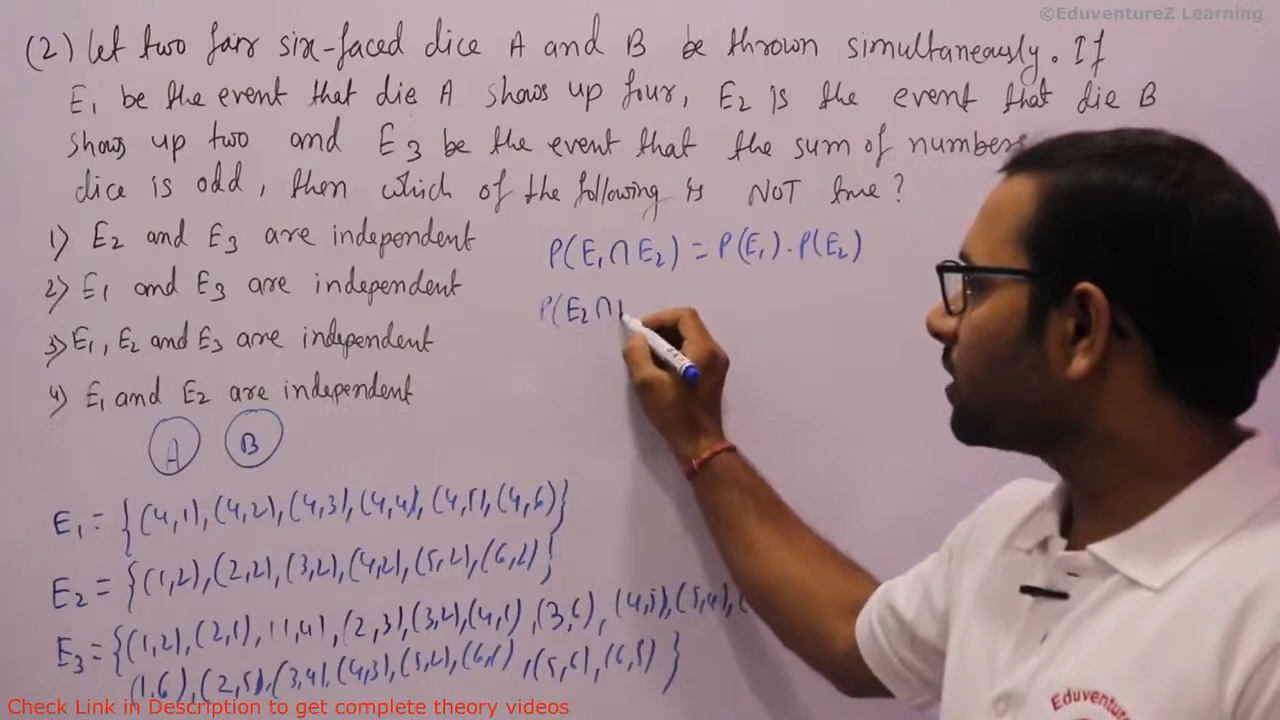 ©EduventureZ Learning
(2) Let two fair six-faced dice A and B be thrown simultaneously. If
E1 be the event that die A shows up four, E2 is the event that die B
shows up two and E3 be the event that the sum of numbers
dice is odd, then which of the following is NOT true?
1) E2 and E3 are independent
2) E1 and E3 are independent
3) E1, E2 and E3 are independent
4) E1 and E2 are independent
P(E1 ∩ E2) = P(E1) . P(E2)
P(E2 ∩
A B
E1 = {(4,1), (4,2), (4,3), (4,4), (4,5), (4,6)}
E2 = {(1,2), (2,2), (3,2), (4,2), (5,2), (6,2)}
E3 = {(1,2), (2,1), (1,4), (2,3), (3,2), (4,1), (3,6), (4,5), (5,4),
(1,6), (2,5), (3,4), (4,3), (5,2), (6,1), (5,6), (6,5)}
Check Link in Description to get complete theory videos
Eduventure